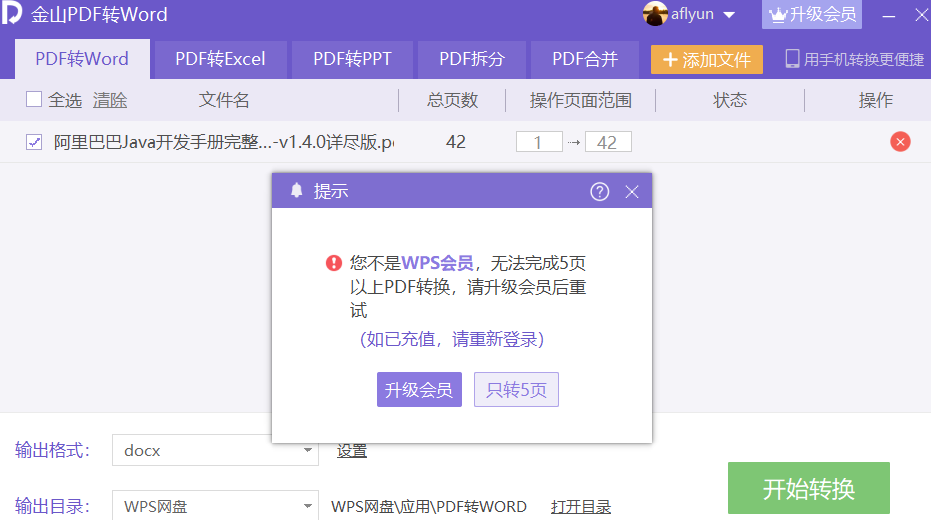 金山PDF转Word
aflyun
升级会员
PDF转Word
PDF转Excel
PDF转PPT
PDF拆分
PDF合并
添加文件
用手机转换更便捷
全选
清除
文件名
总页数
操作页面范围
状态
操作
阿里巴巴Java开发手册完整...-v1.4.0详尽版.pc
42
1
42
提示
您不是WPS会员，无法完成5页
以上PDF转换，请升级会员后重
试
（如已充值，请重新登录）
升级会员
只转5页
输出格式：
docx
设置
输出目录：
WPS网盘
WPS网盘\应用\PDF转WORD
打开目录
开始转换